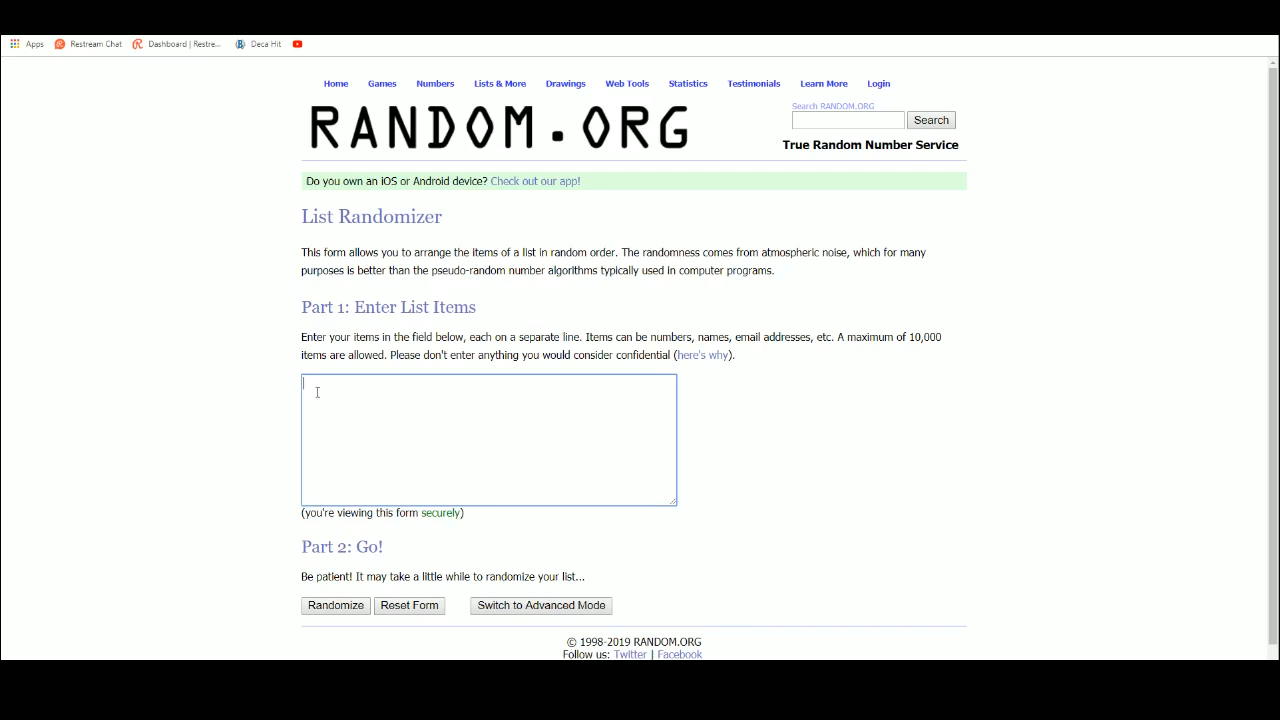 Apps Restream Chat Dashboard | Restre... Deca Hit
Home Games Numbers Lists & More Drawings Web Tools Statistics Testimonials Learn More Login
RANDOM.ORG
Search RANDOM.ORG
Search
True Random Number Service
Do you own an iOS or Android device? Check out our app!
List Randomizer
This form allows you to arrange the items of a list in random order. The randomness comes from atmospheric noise, which for many
purposes is better than the pseudo-random number algorithms typically used in computer programs.
Part 1: Enter List Items
Enter your items in the field below, each on a separate line. Items can be numbers, names, email addresses, etc. A maximum of 10,000
items are allowed. Please don't enter anything you would consider confidential (here's why).
(you're viewing this form securely)
Part 2: Go!
Be patient! It may take a little while to randomize your list...
Randomize Reset Form Switch to Advanced Mode
© 1998-2019 RANDOM.ORG
Follow us: Twitter | Facebook